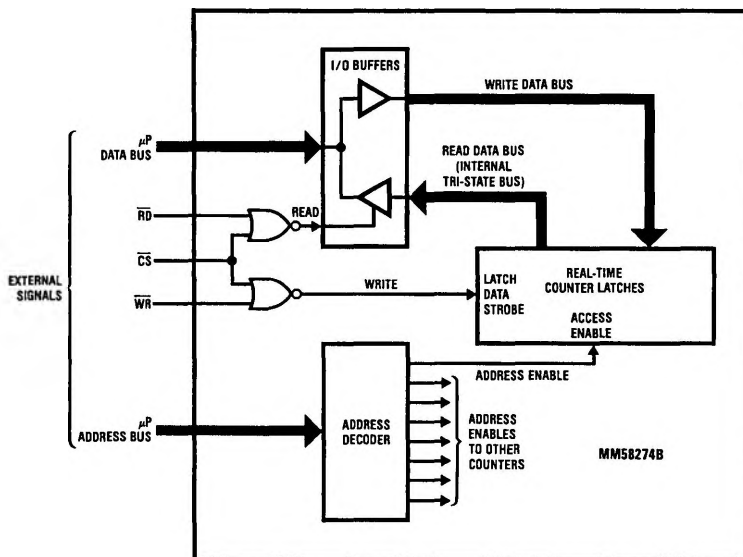 I/O BUFFERS
WRITE DATA BUS
μP
DATA BUS
READ DATA BUS
(INTERNAL
TRI-STATE BUS)
RD
READ
CS
EXTERNAL
SIGNALS
WR
WRITE
LATCH
DATA
STROBE
REAL-TIME
COUNTER LATCHES
ACCESS
ENABLE
ADDRESS ENABLE
μP
ADDRESS BUS
ADDRESS
DECODER
ADDRESS
ENABLES
TO OTHER
COUNTERS
MM58274B